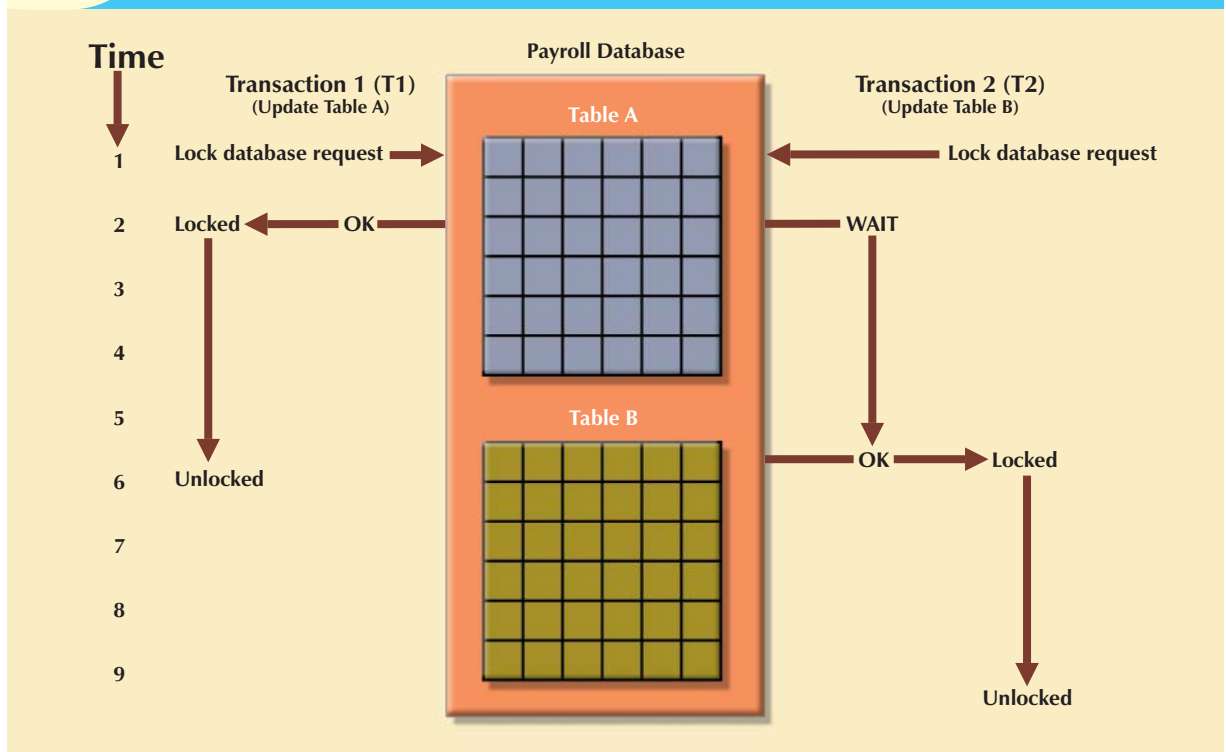 Time
Payroll Database
Transaction 1 (T1)
(Update Table A)
Transaction 2 (T2)
(Update Table B)
Table A
1 Lock database request Lock database request
2 Locked OK WAIT
3
4
5
Table B
OK Locked
6 Unlocked
7
8
9
Unlocked